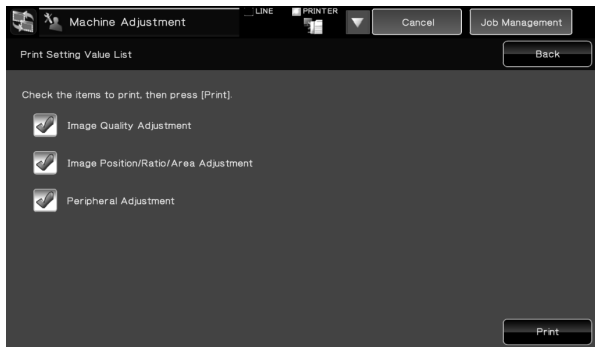 Machine Adjustment
LINE
PRINTER
Cancel
Job Management
Print Setting Value List
Back
Check the items to print, then press [Print].
Image Quality Adjustment
Image Position/Ratio/Area Adjustment
Peripheral Adjustment
Print